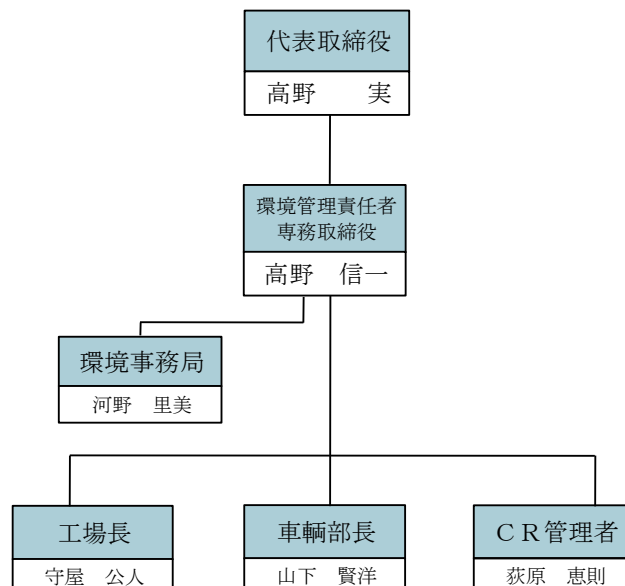 代表取締役
高野　　実
環境管理責任者
専務取締役
高野　信一
環境事務局
河野　里美
工場長
守屋　公人
車輌部長
山下　賢洋
ＣＲ管理者
荻原　恵則